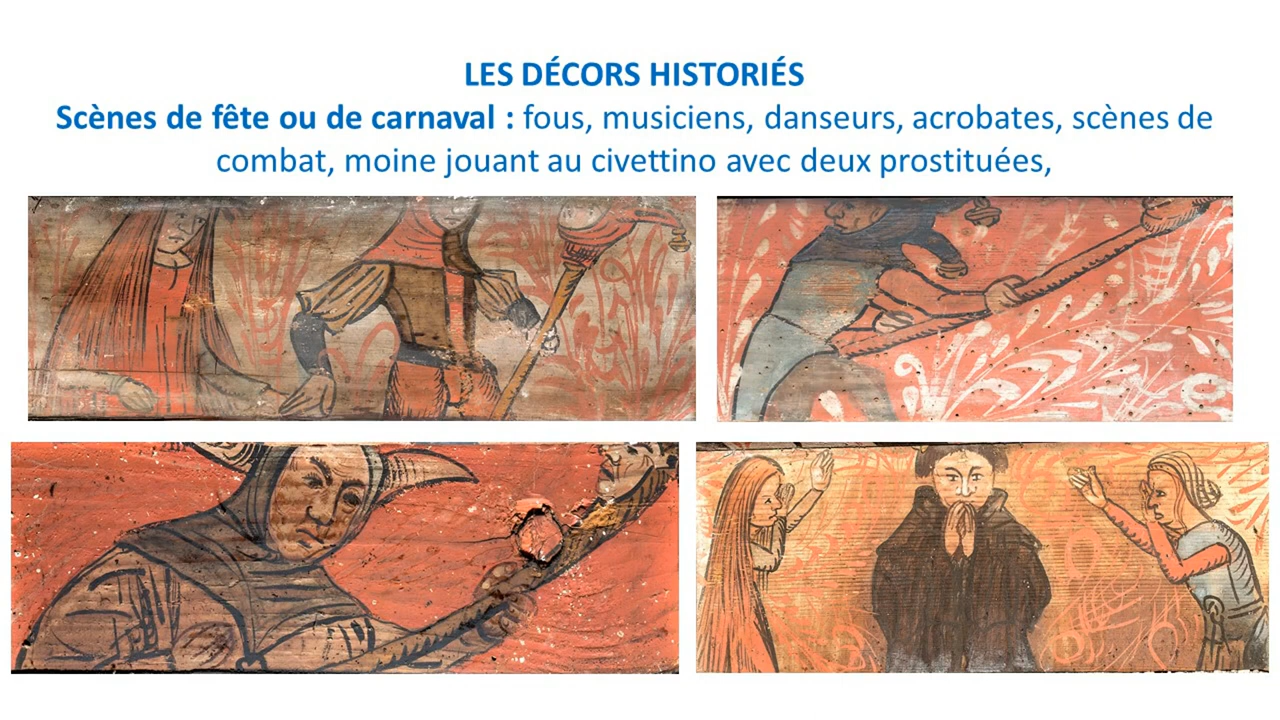 LES DÉCORS HISTORIÉS
Scènes de fête ou de carnaval : fous, musiciens, danseurs, acrobates, scènes de
combat, moine jouant au civettino avec deux prostituées,